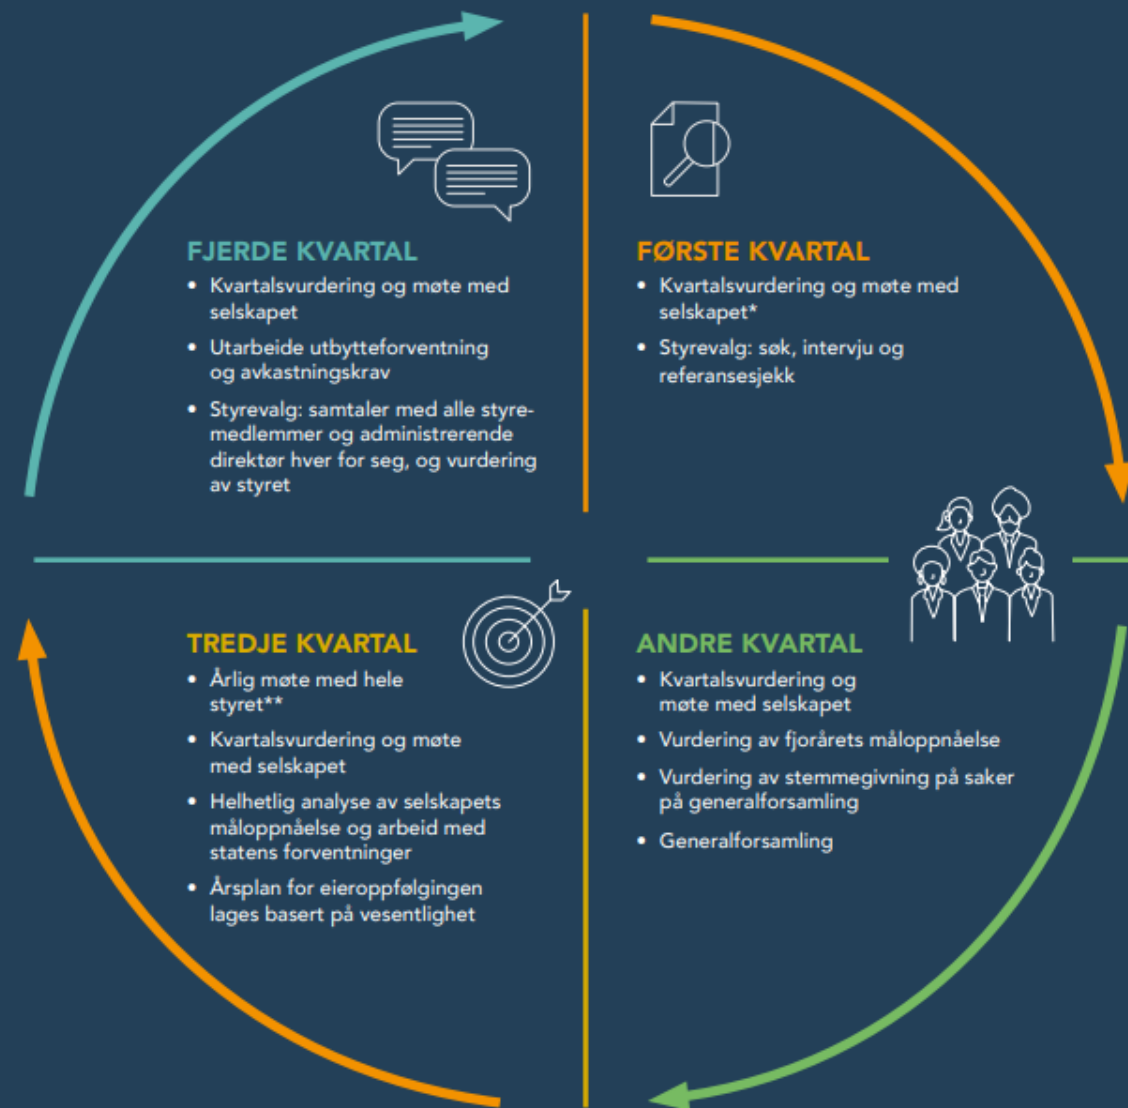 FJERDE KVARTAL
• Kvartalsvurdering og møte med
selskapet
• Utarbeide utbytteforventning
og avkastningskrav
• Styrevalg: samtaler med alle styre-
medlemmer og administrerende
direktør hver for seg, og vurdering
av styret
FØRSTE KVARTAL
• Kvartalsvurdering og møte med
selskapet*
• Styrevalg: søk, intervju og
referansesjekk
TREDJE KVARTAL
• Årlig møte med hele
styret**
• Kvartalsvurdering og møte
med selskapet
• Helhetlig analyse av selskapets
måloppnåelse og arbeid med
statens forventninger
• Årsplan for eieroppfølgingen
lages basert på vesentlighet
ANDRE KVARTAL
• Kvartalsvurdering og
møte med selskapet
• Vurdering av fjorårets måloppnåelse
• Vurdering av stemmegivning på saker
på generalforsamling
• Generalforsamling